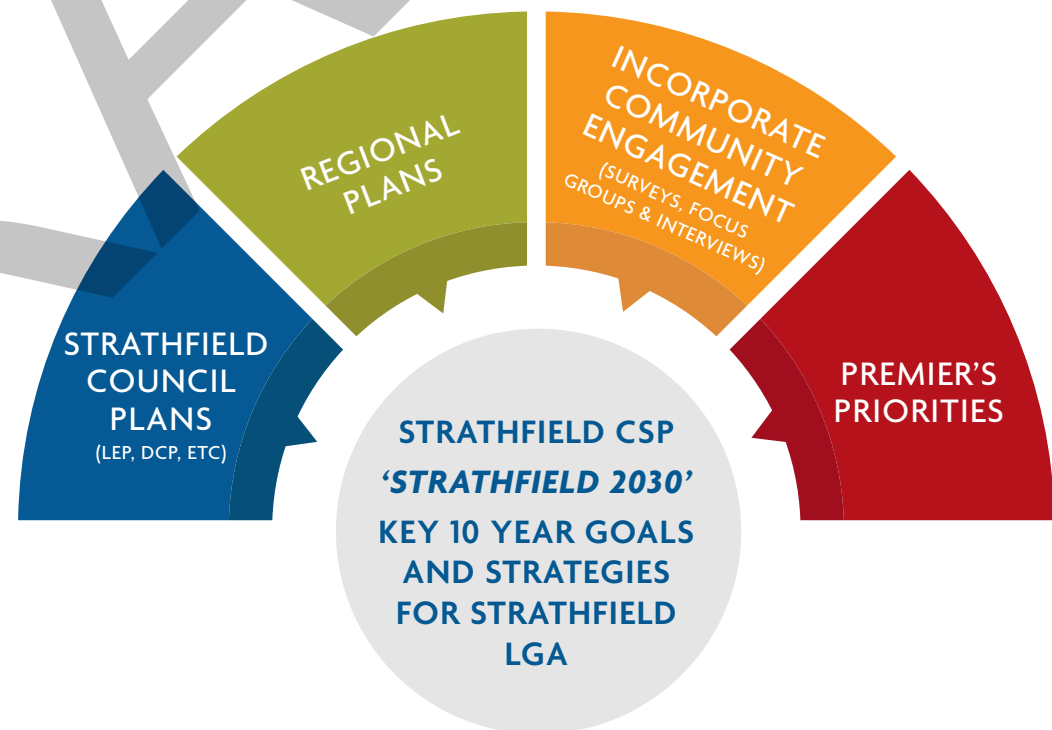 STRATHFIELD
COUNCIL
PLANS
(LEP, DCP, ETC)
REGIONAL
PLANS
INCORPORATE
COMMUNITY
ENGAGEMENT
(SURVEYS, FOCUS
GROUPS & INTERVIEWS)
PREMIER’S
PRIORITIES
STRATHFIELD CSP
‘STRATHFIELD 2030’
KEY 10 YEAR GOALS
AND STRATEGIES
FOR STRATHFIELD
LGA